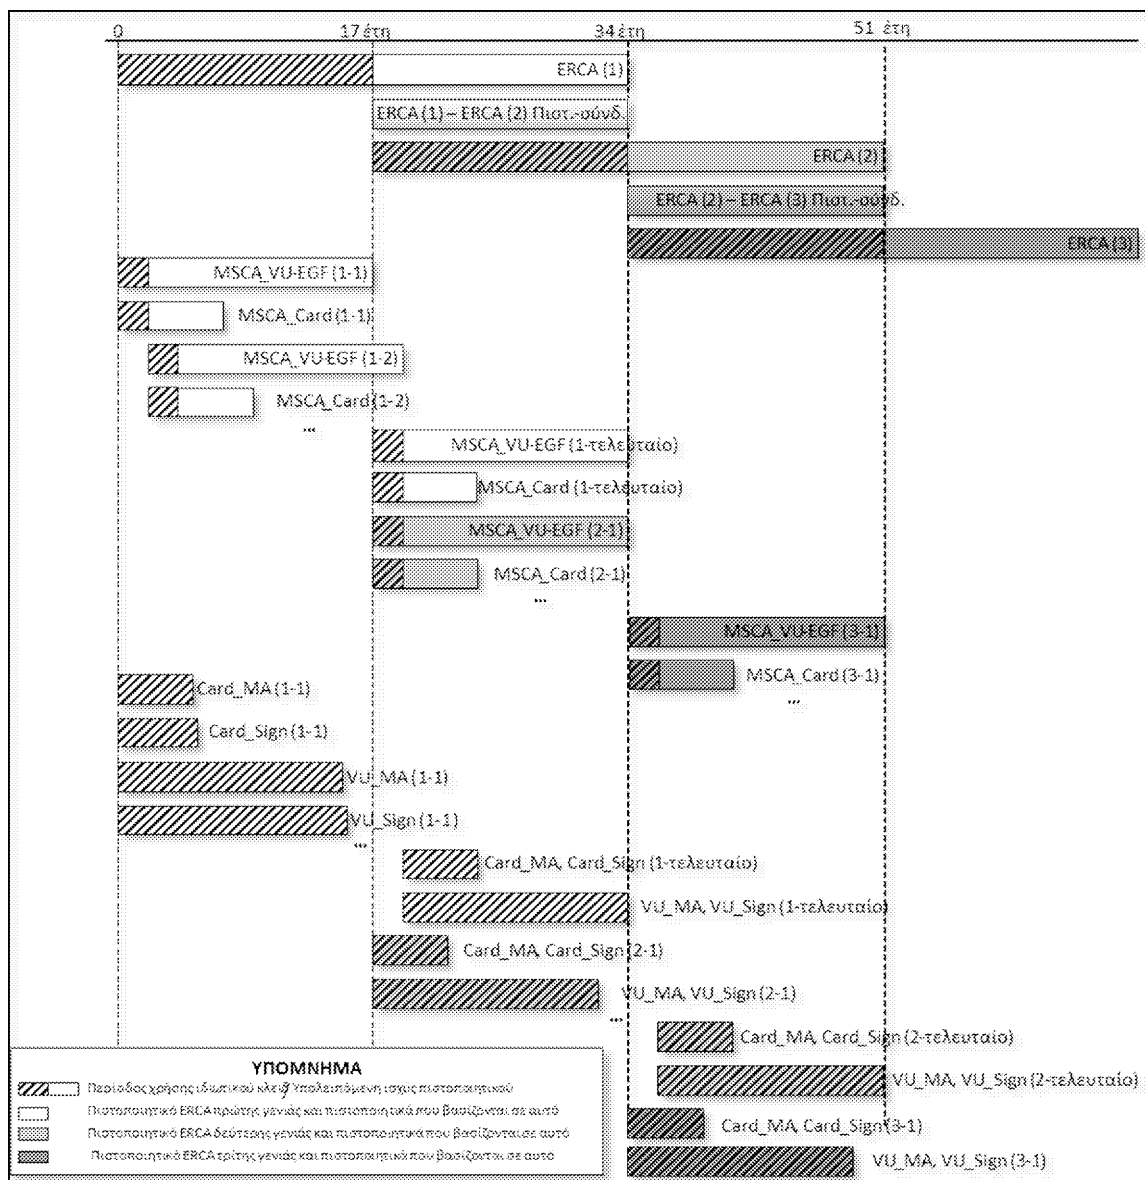 0 17 έτη 34 έτη 51 έτη
ERCA (1)
ERCA (1) – ERCA (2) Πιστ.-σύνδ.
ERCA (2)
ERCA (2) – ERCA (3) Πιστ.-σύνδ.
ERCA (3)
MSCA_VU-EGF (1-1)
MSCA_Card (1-1)
MSCA_VU-EGF (1-2)
MSCA_Card (1-2)
...
MSCA_VU-EGF (1-τελευταίο)
MSCA_Card (1-τελευταίο)
MSCA_VU-EGF (2-1)
MSCA_Card (2-1)
...
MSCA_VU-EGF (3-1)
MSCA_Card (3-1)
...
Card_MA (1-1)
Card_Sign (1-1)
VU_MA (1-1)
VU_Sign (1-1)
...
Card_MA, Card_Sign (1-τελευταίο)
VU_MA, VU_Sign (1-τελευταίο)
Card_MA, Card_Sign (2-1)
VU_MA, VU_Sign (2-1)
...
Card_MA, Card_Sign (2-τελευταίο)
VU_MA, VU_Sign (2-τελευταίο)
Card_MA, Card_Sign (3-1)
VU_MA, VU_Sign (3-1)
ΥΠΟΜΝΗΜΑ
Περίοδος χρήσης ιδιωτικού κλειδ/ Υπολειπόμενη ισχύς πιστοποιητικού
Πιστοποιητικό ERCA πρώτης γενιάς και πιστοποιητικά που βασίζονται σε αυτό
Πιστοποιητικό ERCA δεύτερης γενιάς και πιστοποιητικά που βασίζονται σε αυτό
Πιστοποιητικό ERCA τρίτης γενιάς και πιστοποιητικά που βασίζονται σε αυτό